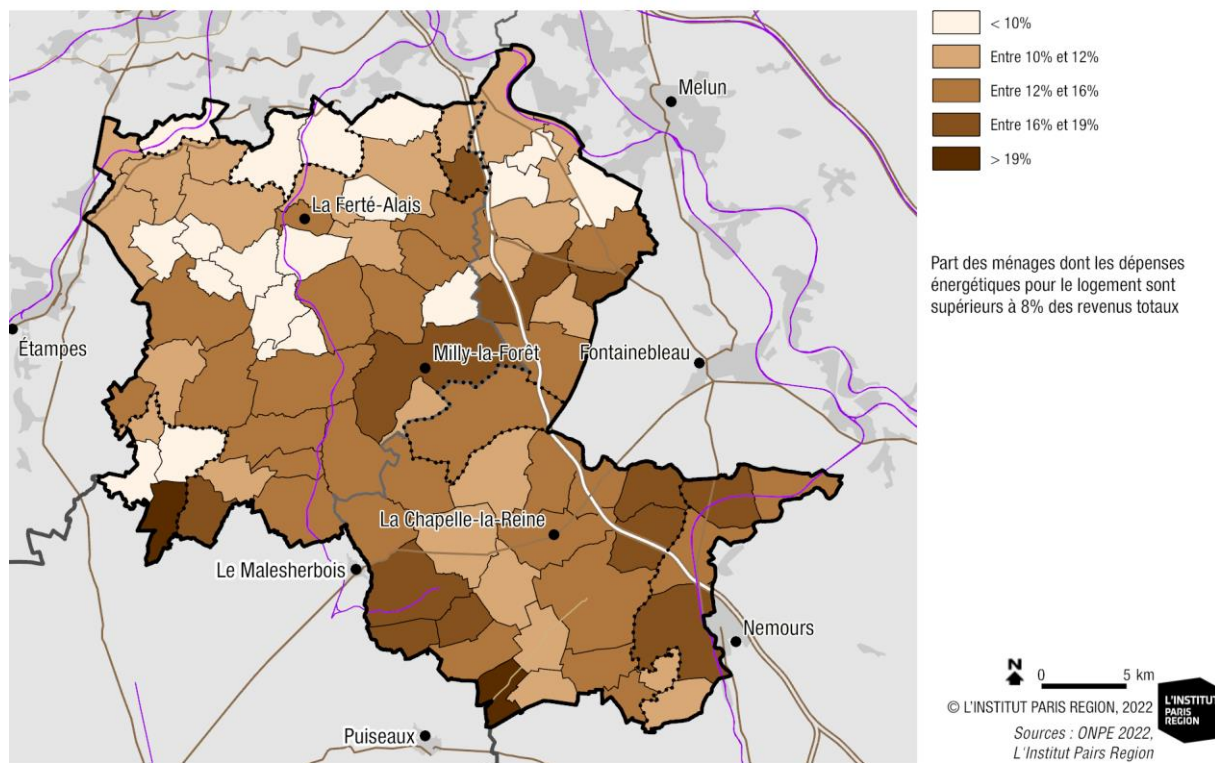 Melun
La Ferté-Alais
Étampes
Milly-la-Forêt
Fontainebleau
La Chapelle-la-Reine
Le Malesherbois
Nemours
Puiseaux
< 10%
Entre 10% et 12%
Entre 12% et 16%
Entre 16% et 19%
> 19%
Part des ménages dont les dépenses
énergétiques pour le logement sont
supérieurs à 8% des revenus totaux
N
0 5 km
© L'INSTITUT PARIS REGION, 2022
Sources : ONPE 2022,
L'Institut Pairs Region
L'INSTITUT
PARIS
REGION